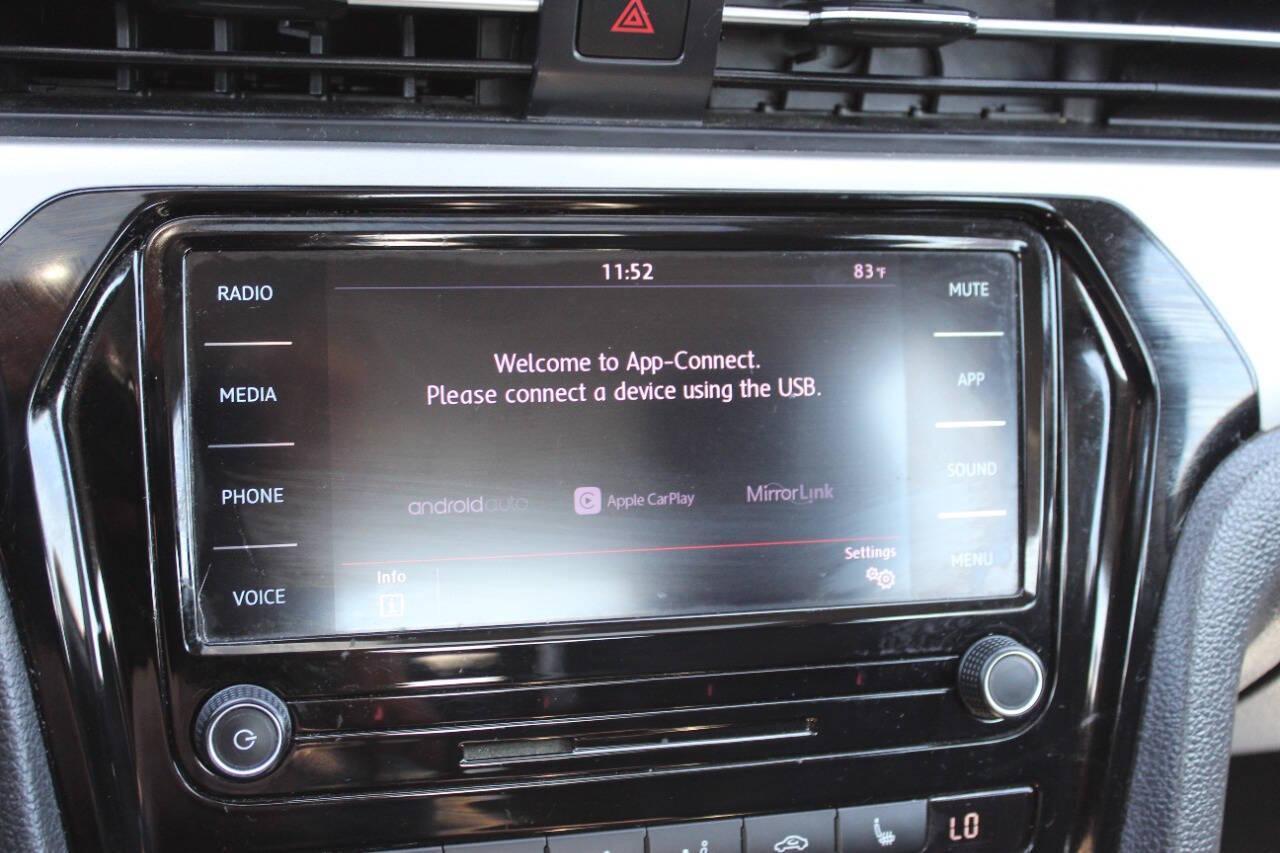 11:52
83°F
RADIO
MEDIA
PHONE
VOICE
Welcome to App-Connect.
Please connect a device using the USB.
androidauto
Apple CarPlay
MirrorLink
Info
Settings
MUTE
APP
SOUND
MENU
LO